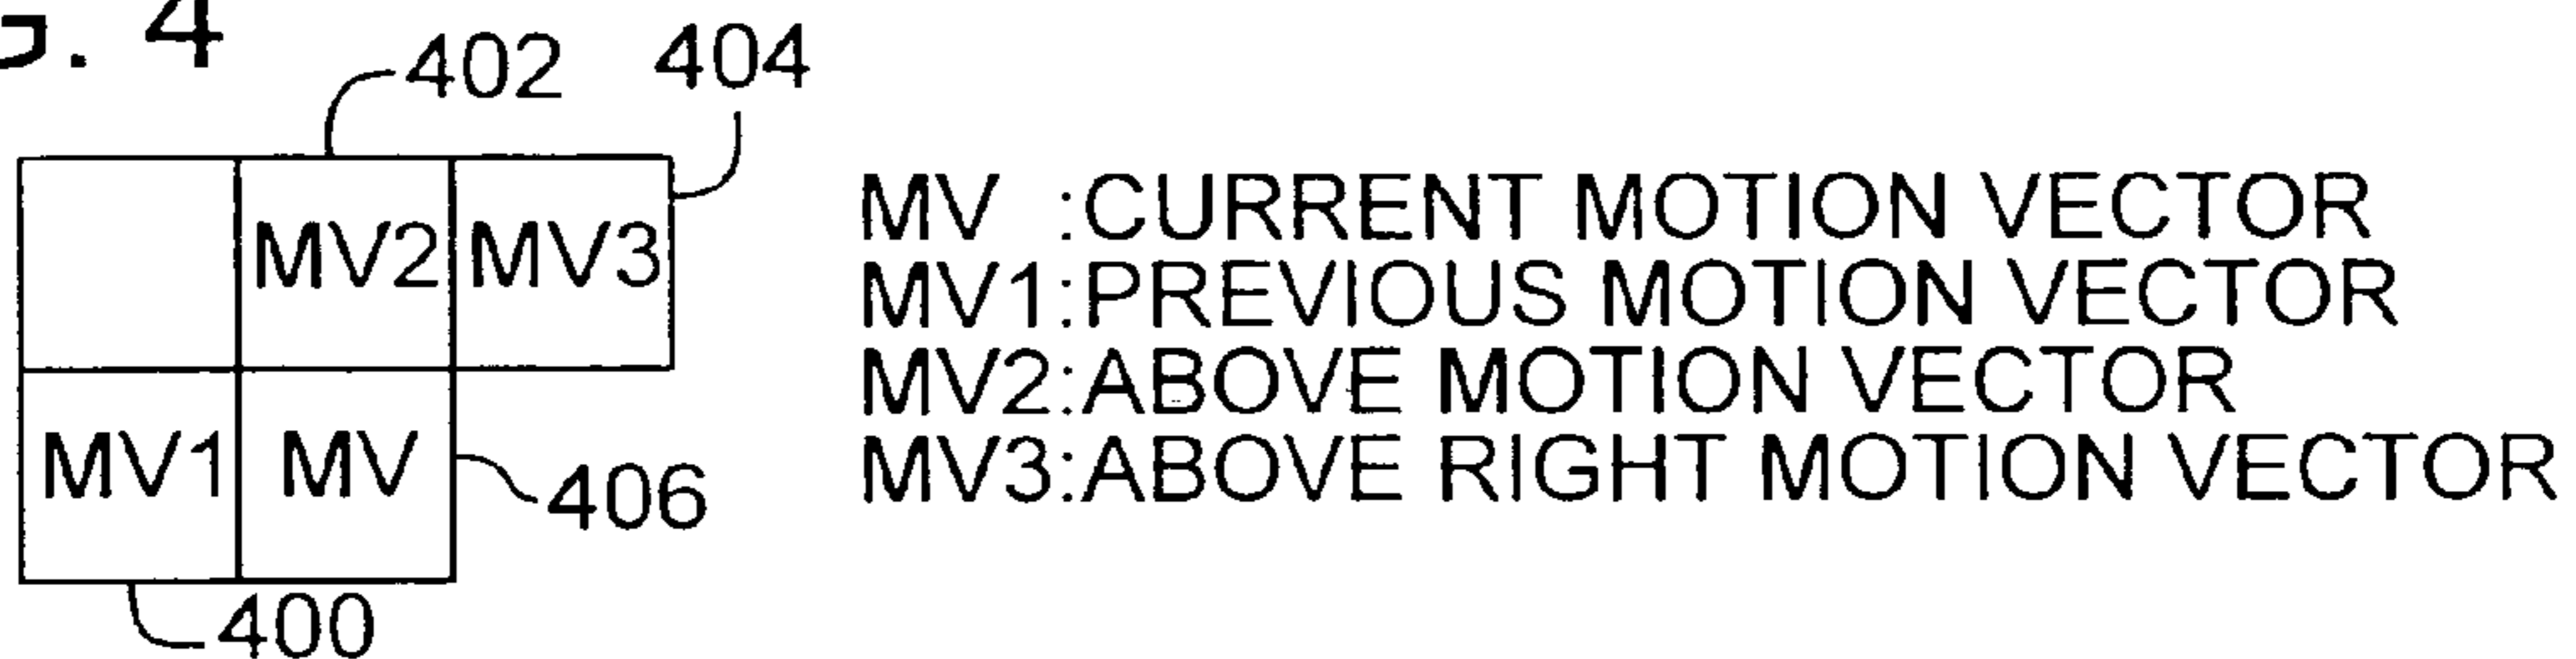 G. 4
402
404
MV2 MV3
MV1 MV
406
400
MV :CURRENT MOTION VECTOR
MV1:PREVIOUS MOTION VECTOR
MV2:ABOVE MOTION VECTOR
MV3:ABOVE RIGHT MOTION VECTOR